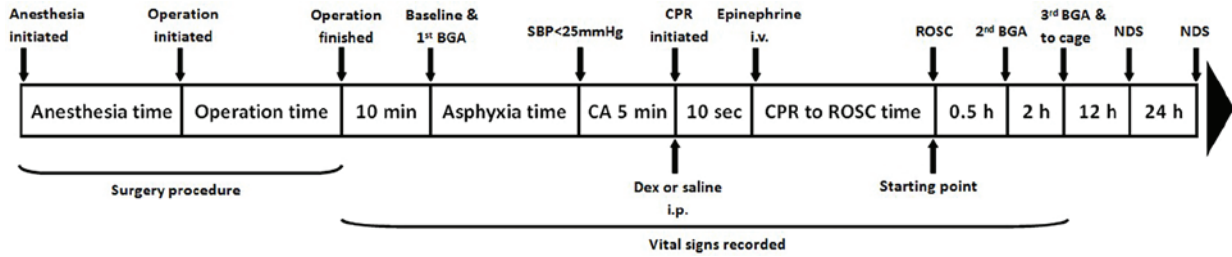 Anesthesia
initiated
Operation
initiated
Operation
finished
Baseline &
1st BGA
SBP<25mmHg
CPR
initiated
Epinephrine
i.v.
ROSC
2nd BGA
3rd BGA &
to cage
NDS
NDS
Anesthesia time
Operation time
10 min
Asphyxia time
CA 5 min
10 sec
CPR to ROSC time
0.5 h
2 h
12 h
24 h
Surgery procedure
Dex or saline
i.p.
Starting point
Vital signs recorded